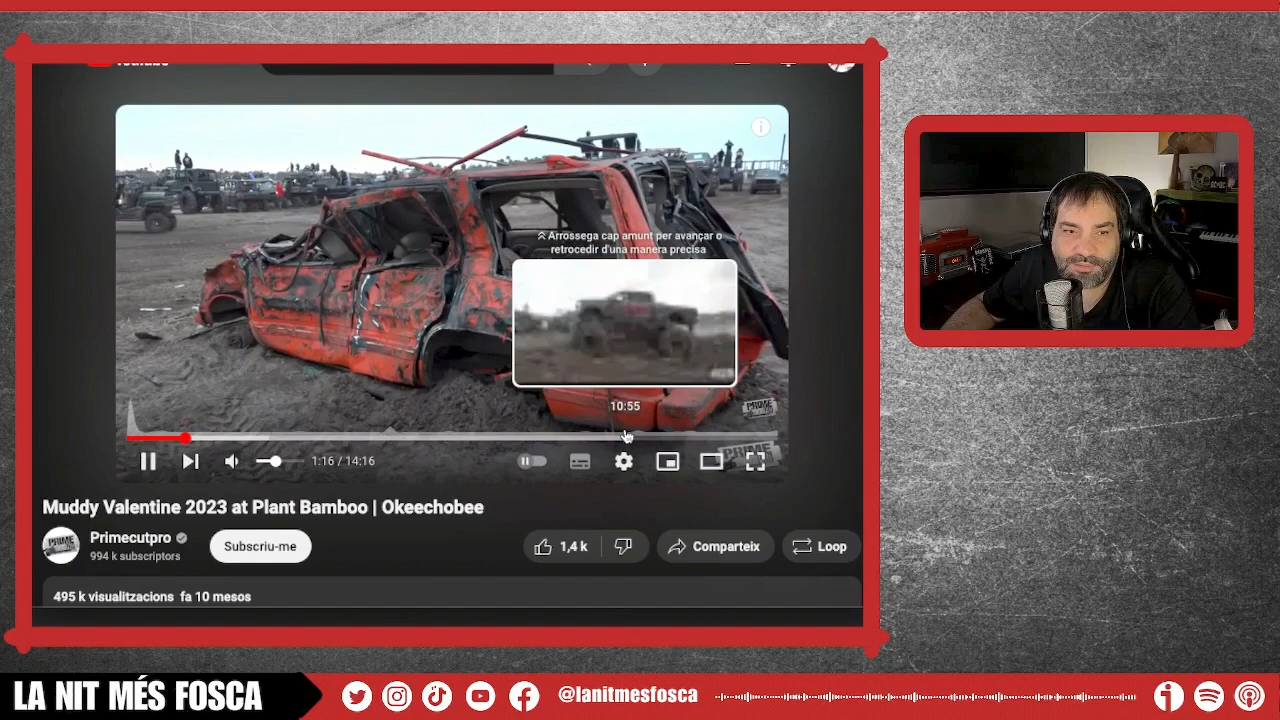 YouTube
Arrossega cap amunt per avançar o
retrocedir d'una manera precisa
10:55
PRIME
1:16 / 14:16
Muddy Valentine 2023 at Plant Bamboo | Okeechobee
Primecutpro
994 k subscriptors
Subscriu-me
1,4 k
Comparteix
Loop
495 k visualitzacions fa 10 mesos
LA NIT MÉS FOSCA
@lanitmesfosca